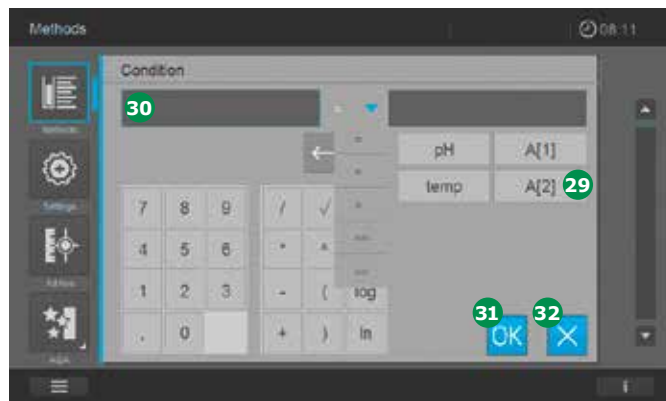 Methods 08:11
Condition
30
=
pH A[1]
temp A[2] 29
Methods
Settings
7 8 9 / √
4 5 6 * ^
1 2 3 - ( log
. 0 + ) ln
31 32
OK